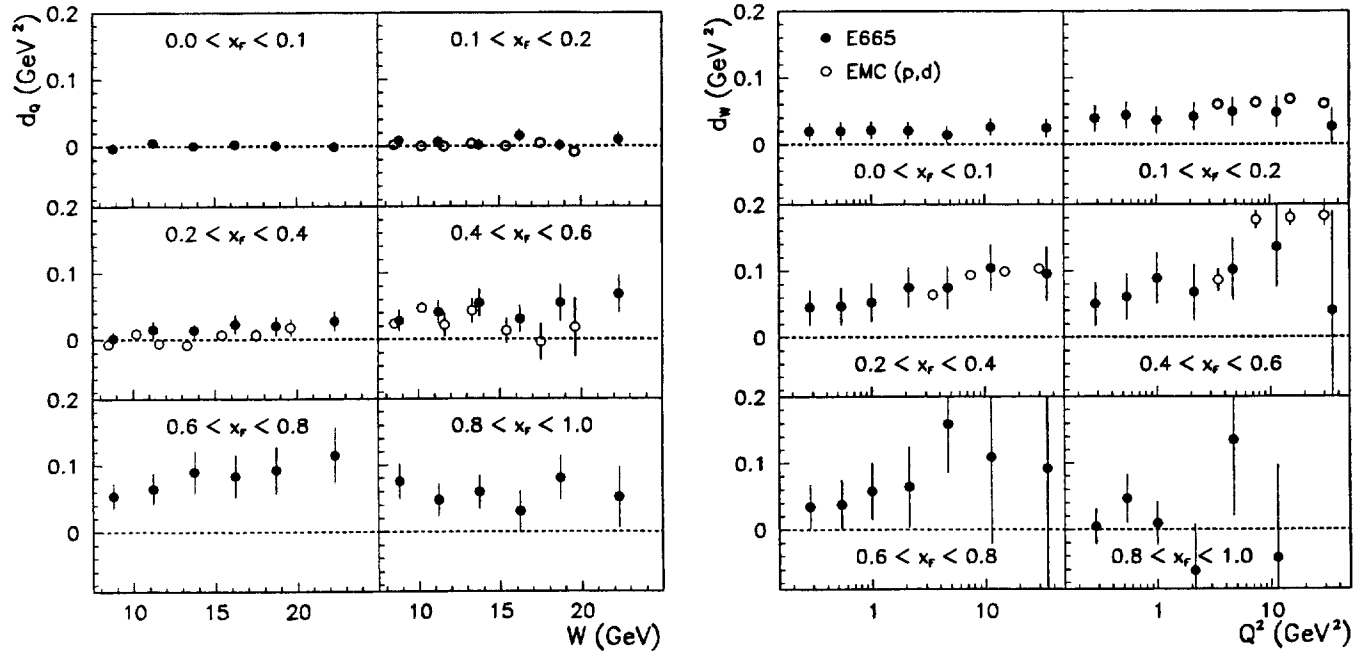 d_Q (GeV²)
0.2
0.1
0
0.0 < x_F < 0.1
0.1 < x_F < 0.2
0.2
0.1
0
0.2 < x_F < 0.4
0.4 < x_F < 0.6
0.2
0.1
0
0.6 < x_F < 0.8
0.8 < x_F < 1.0
10 15 20 10 15 20
W (GeV)
d_W (GeV²)
0.2
0.1
0
● E665
○ EMC (p,d)
0.0 < x_F < 0.1
0.1 < x_F < 0.2
0.2
0.1
0
0.2 < x_F < 0.4
0.4 < x_F < 0.6
0.2
0.1
0
0.6 < x_F < 0.8
0.8 < x_F < 1.0
1 10 1 10
Q² (GeV²)